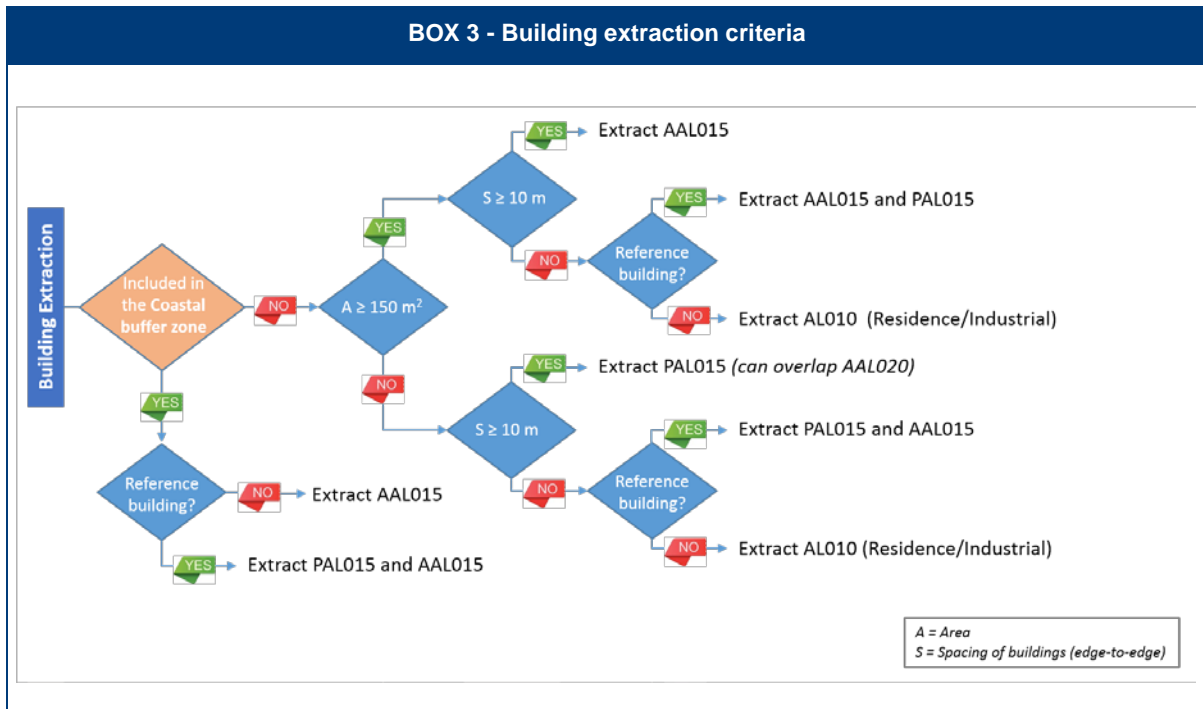 BOX 3 - Building extraction criteria
Building Extraction
Included in
the Coastal
buffer zone
NO
A ≥ 150 m²
YES
S ≥ 10 m
YES
Extract AAL015
NO
Reference
building?
YES
Extract AAL015 and PAL015
NO
Extract AL010 (Residence/Industrial)
NO
S ≥ 10 m
YES
Extract PAL015 (can overlap AAL020)
NO
Reference
building?
YES
Extract PAL015 and AAL015
NO
Extract AL010 (Residence/Industrial)
YES
Reference
building?
NO
Extract AAL015
YES
Extract PAL015 and AAL015
A = Area
S = Spacing of buildings (edge-to-edge)